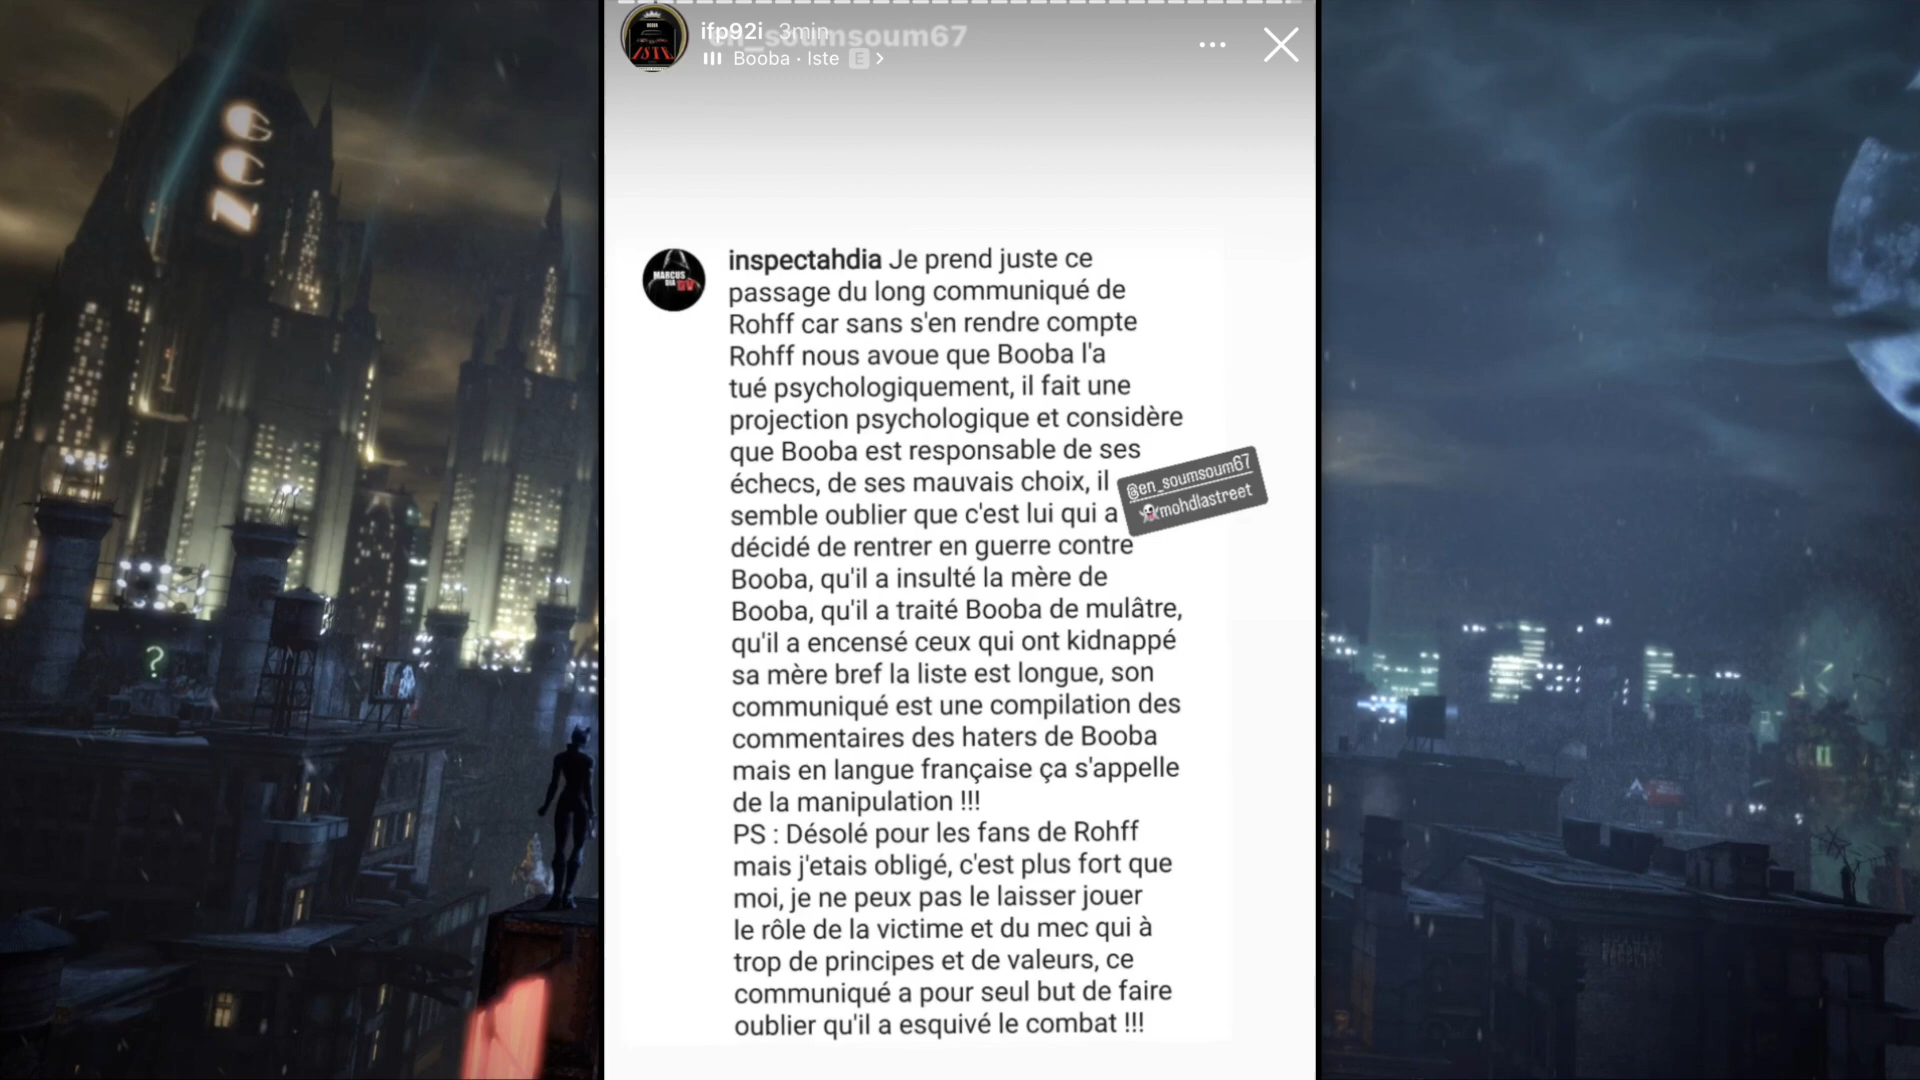 ifp92i 3min
en_soumsoum67
Booba · Iste E >
GCN
MARCUS
DIA
inspectahdia Je prend juste ce
passage du long communiqué de
Rohff car sans s'en rendre compte
Rohff nous avoue que Booba l'a
tué psychologiquement, il fait une
projection psychologique et considère
que Booba est responsable de ses
échecs, de ses mauvais choix, il
semble oublier que c'est lui qui a
décidé de rentrer en guerre contre
Booba, qu'il a insulté la mère de
Booba, qu'il a traité Booba de mulâtre,
qu'il a encensé ceux qui ont kidnappé
sa mère bref la liste est longue, son
communiqué est une compilation des
commentaires des haters de Booba
mais en langue française ça s'appelle
de la manipulation !!!
PS : Désolé pour les fans de Rohff
mais j'etais obligé, c'est plus fort que
moi, je ne peux pas le laisser jouer
le rôle de la victime et du mec qui à
trop de principes et de valeurs, ce
communiqué a pour seul but de faire
oublier qu'il a esquivé le combat !!!
@en_soumsoum67
mohdlastreet
?